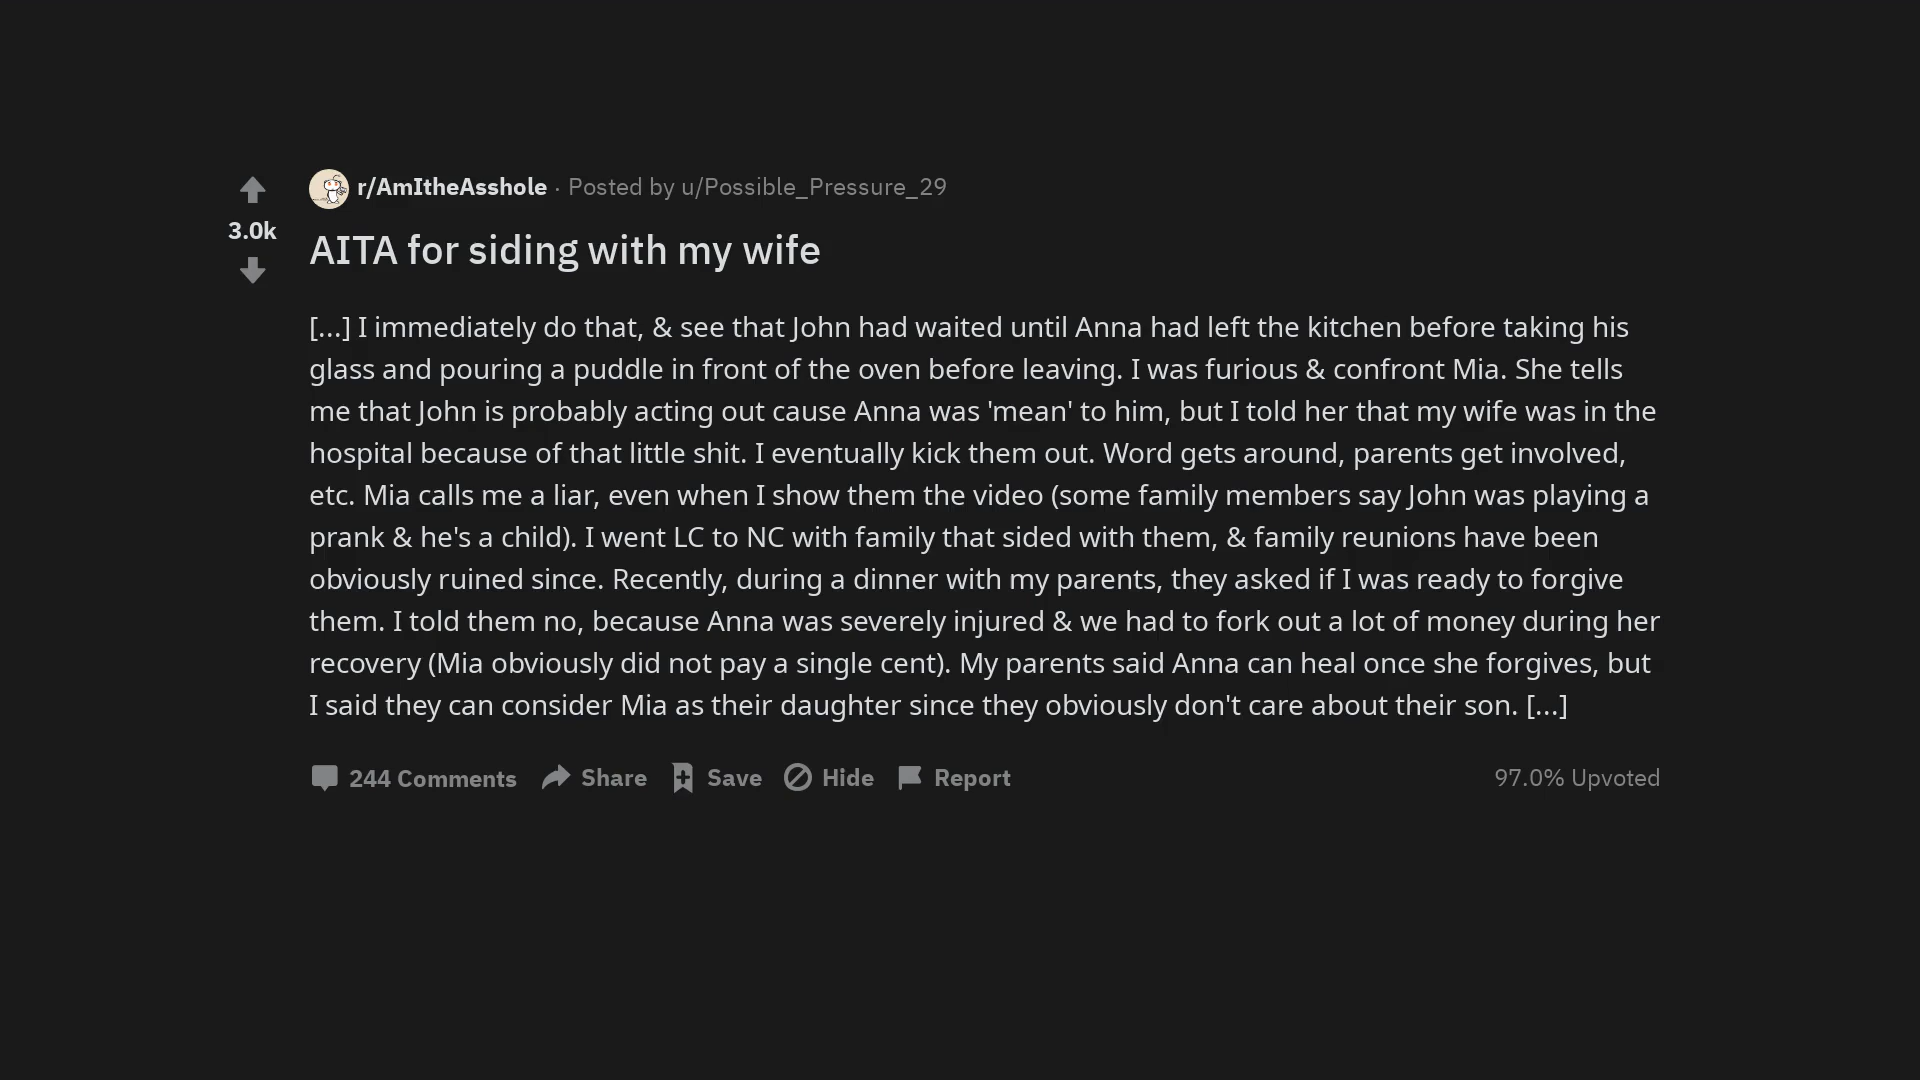 r/AmItheAsshole · Posted by u/Possible_Pressure_29
3.0k
AITA for siding with my wife
[...] I immediately do that, & see that John had waited until Anna had left the kitchen before taking his
glass and pouring a puddle in front of the oven before leaving. I was furious & confront Mia. She tells
me that John is probably acting out cause Anna was 'mean' to him, but I told her that my wife was in the
hospital because of that little shit. I eventually kick them out. Word gets around, parents get involved,
etc. Mia calls me a liar, even when I show them the video (some family members say John was playing a
prank & he's a child). I went LC to NC with family that sided with them, & family reunions have been
obviously ruined since. Recently, during a dinner with my parents, they asked if I was ready to forgive
them. I told them no, because Anna was severely injured & we had to fork out a lot of money during her
recovery (Mia obviously did not pay a single cent). My parents said Anna can heal once she forgives, but
I said they can consider Mia as their daughter since they obviously don't care about their son. [...]
244 Comments Share Save Hide Report 97.0% Upvoted